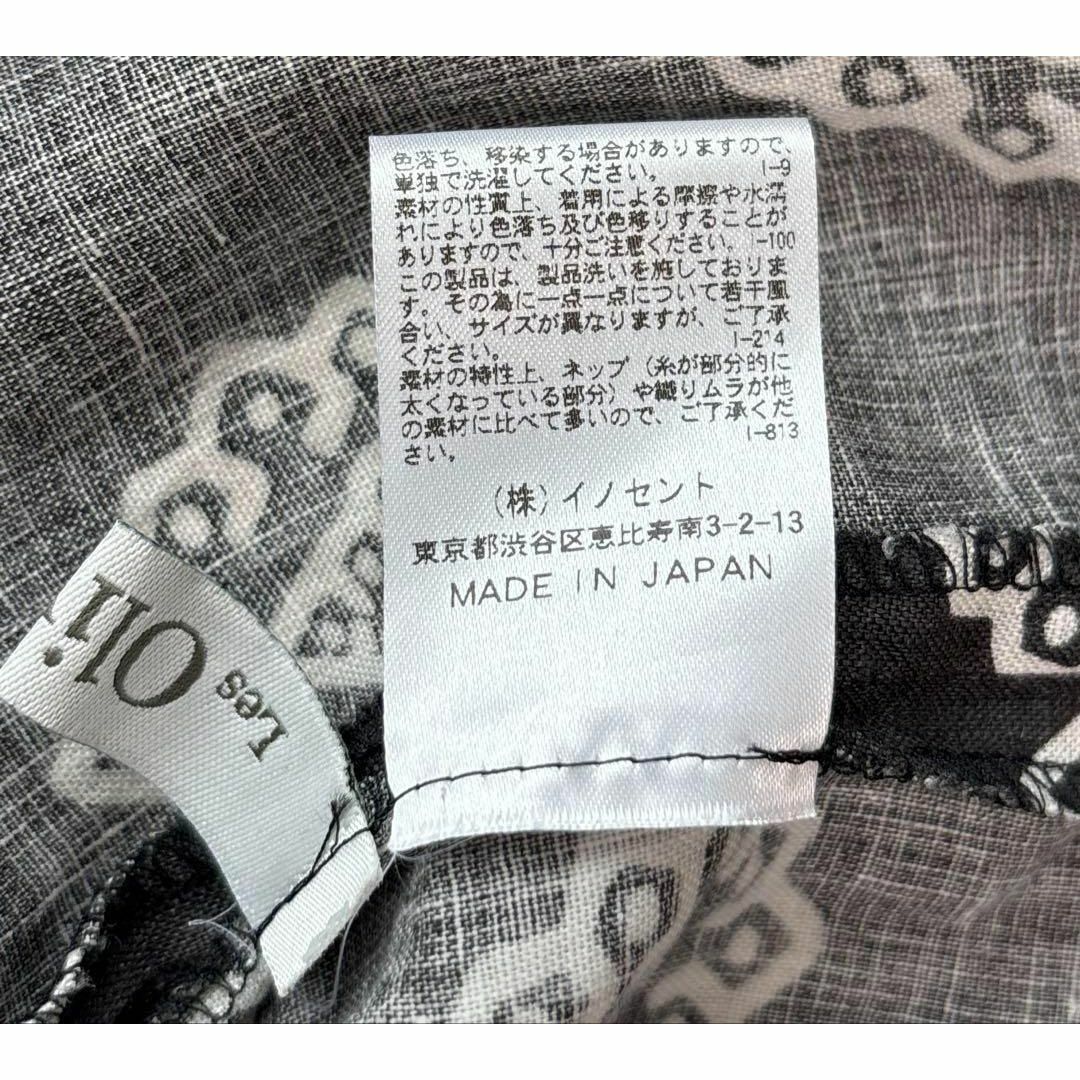 色落ち、移染する場合がありますので、
単独で洗濯してください。 I-9
素材の性質上、着用による摩擦や水濡
れにより色落ち及び色移りすることが
ありますので、十分ご注意ください。I-100
この製品は、製品洗いを施しておりま
す。その為に一点一点について若干風
合い、サイズが異なりますが、ご了承
ください。 I-214
素材の特性上、ネップ（糸が部分的に
太くなっている部分）や織りムラが他
の素材に比べて多いので、ご了承くだ
さい。 I-813
(株)イノセント
東京都渋谷区恵比寿南3-2-13
MADE IN JAPAN
Les